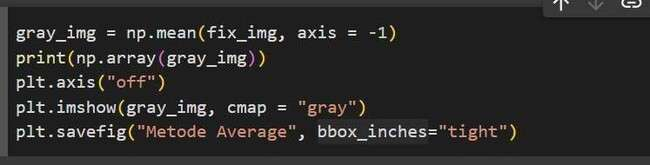 gray_img = np.mean(fix_img, axis = -1)
print(np.array(gray_img))
plt.axis("off")
plt.imshow(gray_img, cmap = "gray")
plt.savefig("Metode Average", bbox_inches="tight")